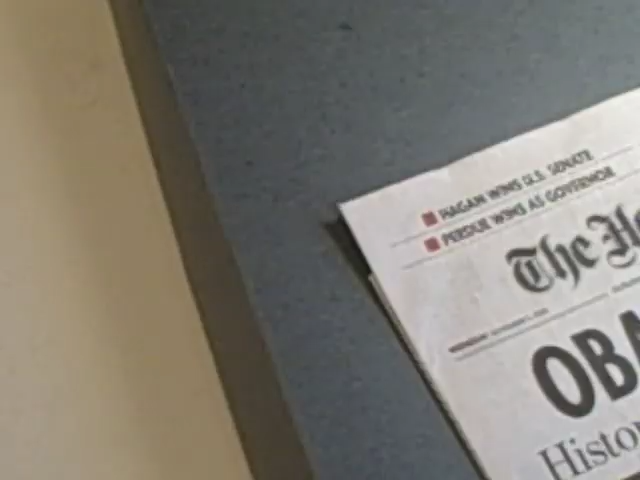 HAGAN WINS U.S. SENATE
PERDUE WINS AS GOVERNOR
The He
OBA
Histo